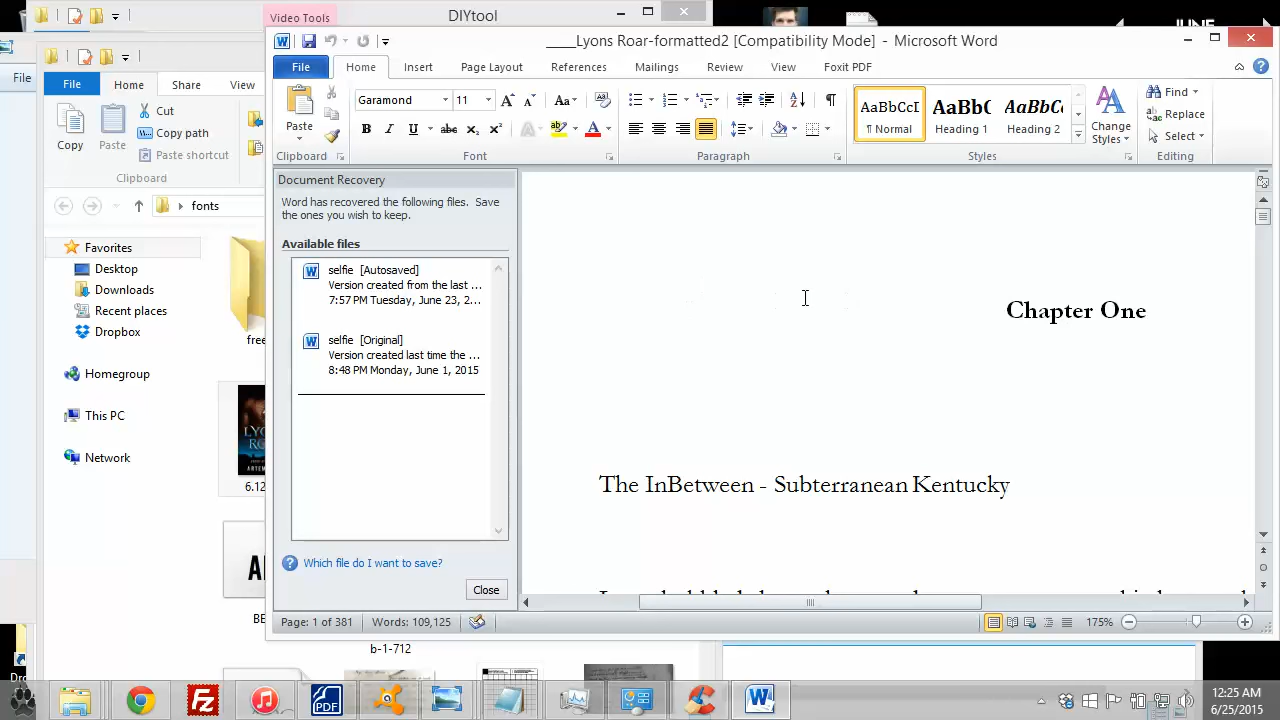 Video Tools
DIYtool
JUNE
____Lyons Roar-formatted2 [Compatibility Mode] - Microsoft Word
File
File Home Share View
File Home Insert Page Layout References Mailings Review View Foxit PDF
Copy
Paste
Cut
Copy path
Paste shortcut
Clipboard
Paste
Clipboard
Garamond 11
Font
Paragraph
AaBbCcI AaBb( AaBbCc
¶ Normal Heading 1 Heading 2
Change
Styles
Styles
Find
Replace
Select
Editing
fonts
Favorites
Desktop
Downloads
Recent places
Dropbox
Homegroup
This PC
Network
free
6.12
BE
b-1-712
Document Recovery
Word has recovered the following files. Save
the ones you wish to keep.
Available files
selfie [Autosaved]
Version created from the last ...
7:57 PM Tuesday, June 23, 2...
selfie [Original]
Version created last time the ...
8:48 PM Monday, June 1, 2015
Which file do I want to save?
Close
Chapter One
The InBetween - Subterranean Kentucky
Page: 1 of 381 Words: 109,125
175%
PDF
12:25 AM
6/25/2015